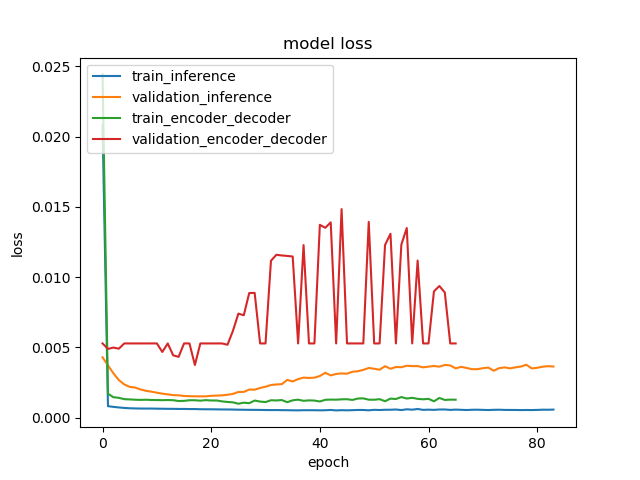 model loss
train_inference
validation_inference
train_encoder_decoder
validation_encoder_decoder
0.025
0.020
0.015
0.010
0.005
0.000
loss
0 20 40 60 80
epoch